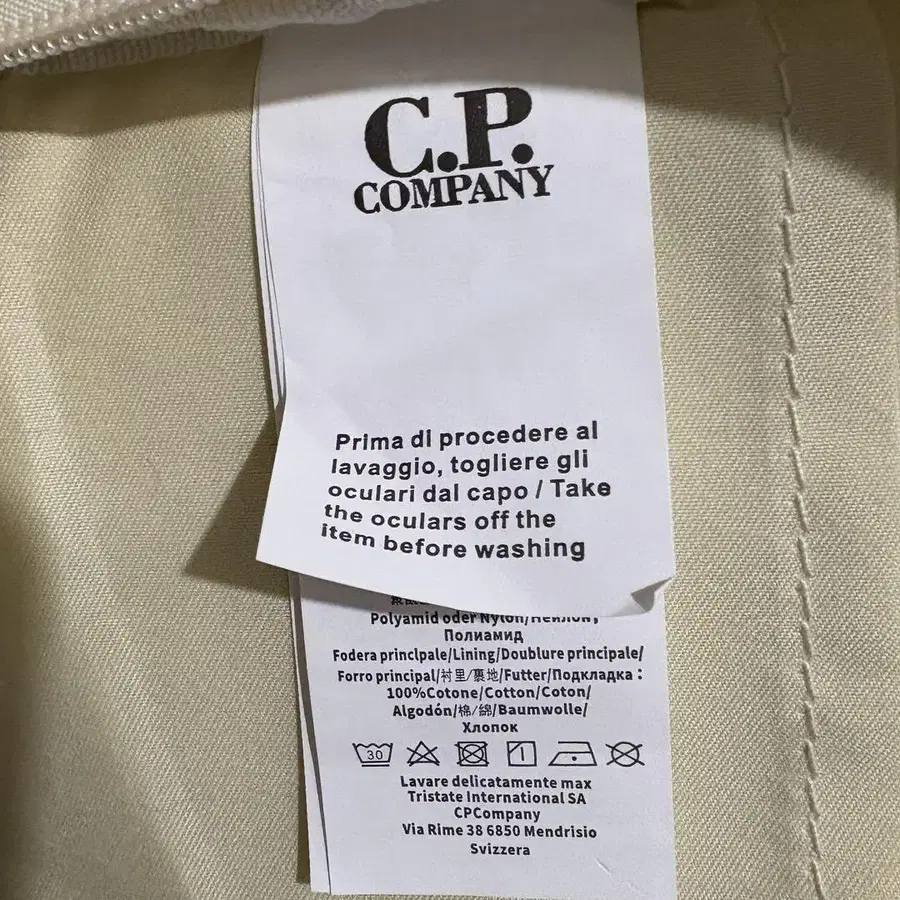 C.P.
COMPANY
Prima di procedere al
lavaggio, togliere gli
oculari dal capo / Take
the oculars off the
item before washing
Polyamid oder Nylon/Нейлон,
Полиамид
Fodera princlpale/Lining/Doublure principale/
Forro principal/衬里/裏地/Futter/Подкладка:
100%Cotone/Cotton/Coton/
Algodón/棉/綿/Baumwolle/
Хлопок
30
Lavare delicatamente max
Tristate International SA
CPCompany
Via Rime 38 6850 Mendrisio
Svizzera